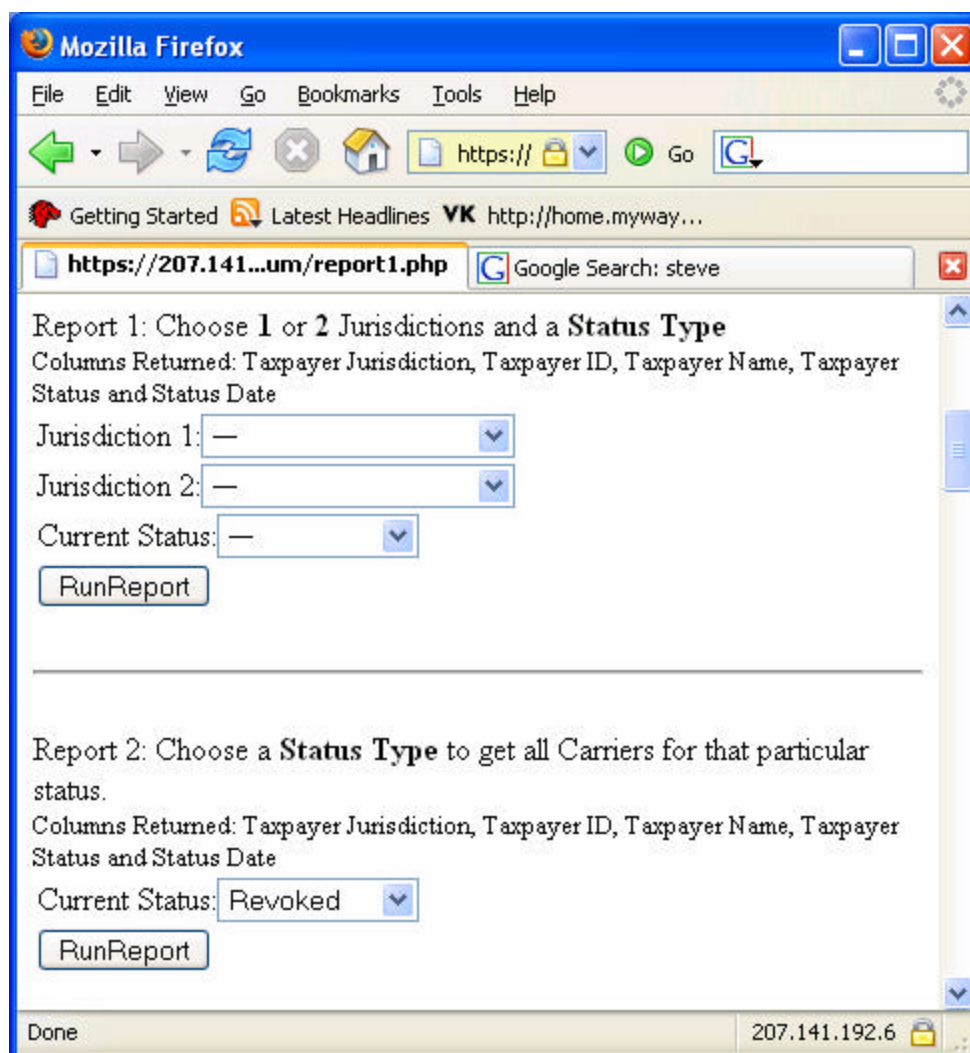 Mozilla Firefox
File Edit View Go Bookmarks Tools Help
https:// Go G
Getting Started Latest Headlines VK http://home.myway...
https://207.141...um/report1.php G Google Search: steve
Report 1: Choose 1 or 2 Jurisdictions and a Status Type
Columns Returned: Taxpayer Jurisdiction, Taxpayer ID, Taxpayer Name, Taxpayer
Status and Status Date
Jurisdiction 1: —
Jurisdiction 2: —
Current Status: —
RunReport
Report 2: Choose a Status Type to get all Carriers for that particular
status.
Columns Returned: Taxpayer Jurisdiction, Taxpayer ID, Taxpayer Name, Taxpayer
Status and Status Date
Current Status: Revoked
RunReport
Done 207.141.192.6